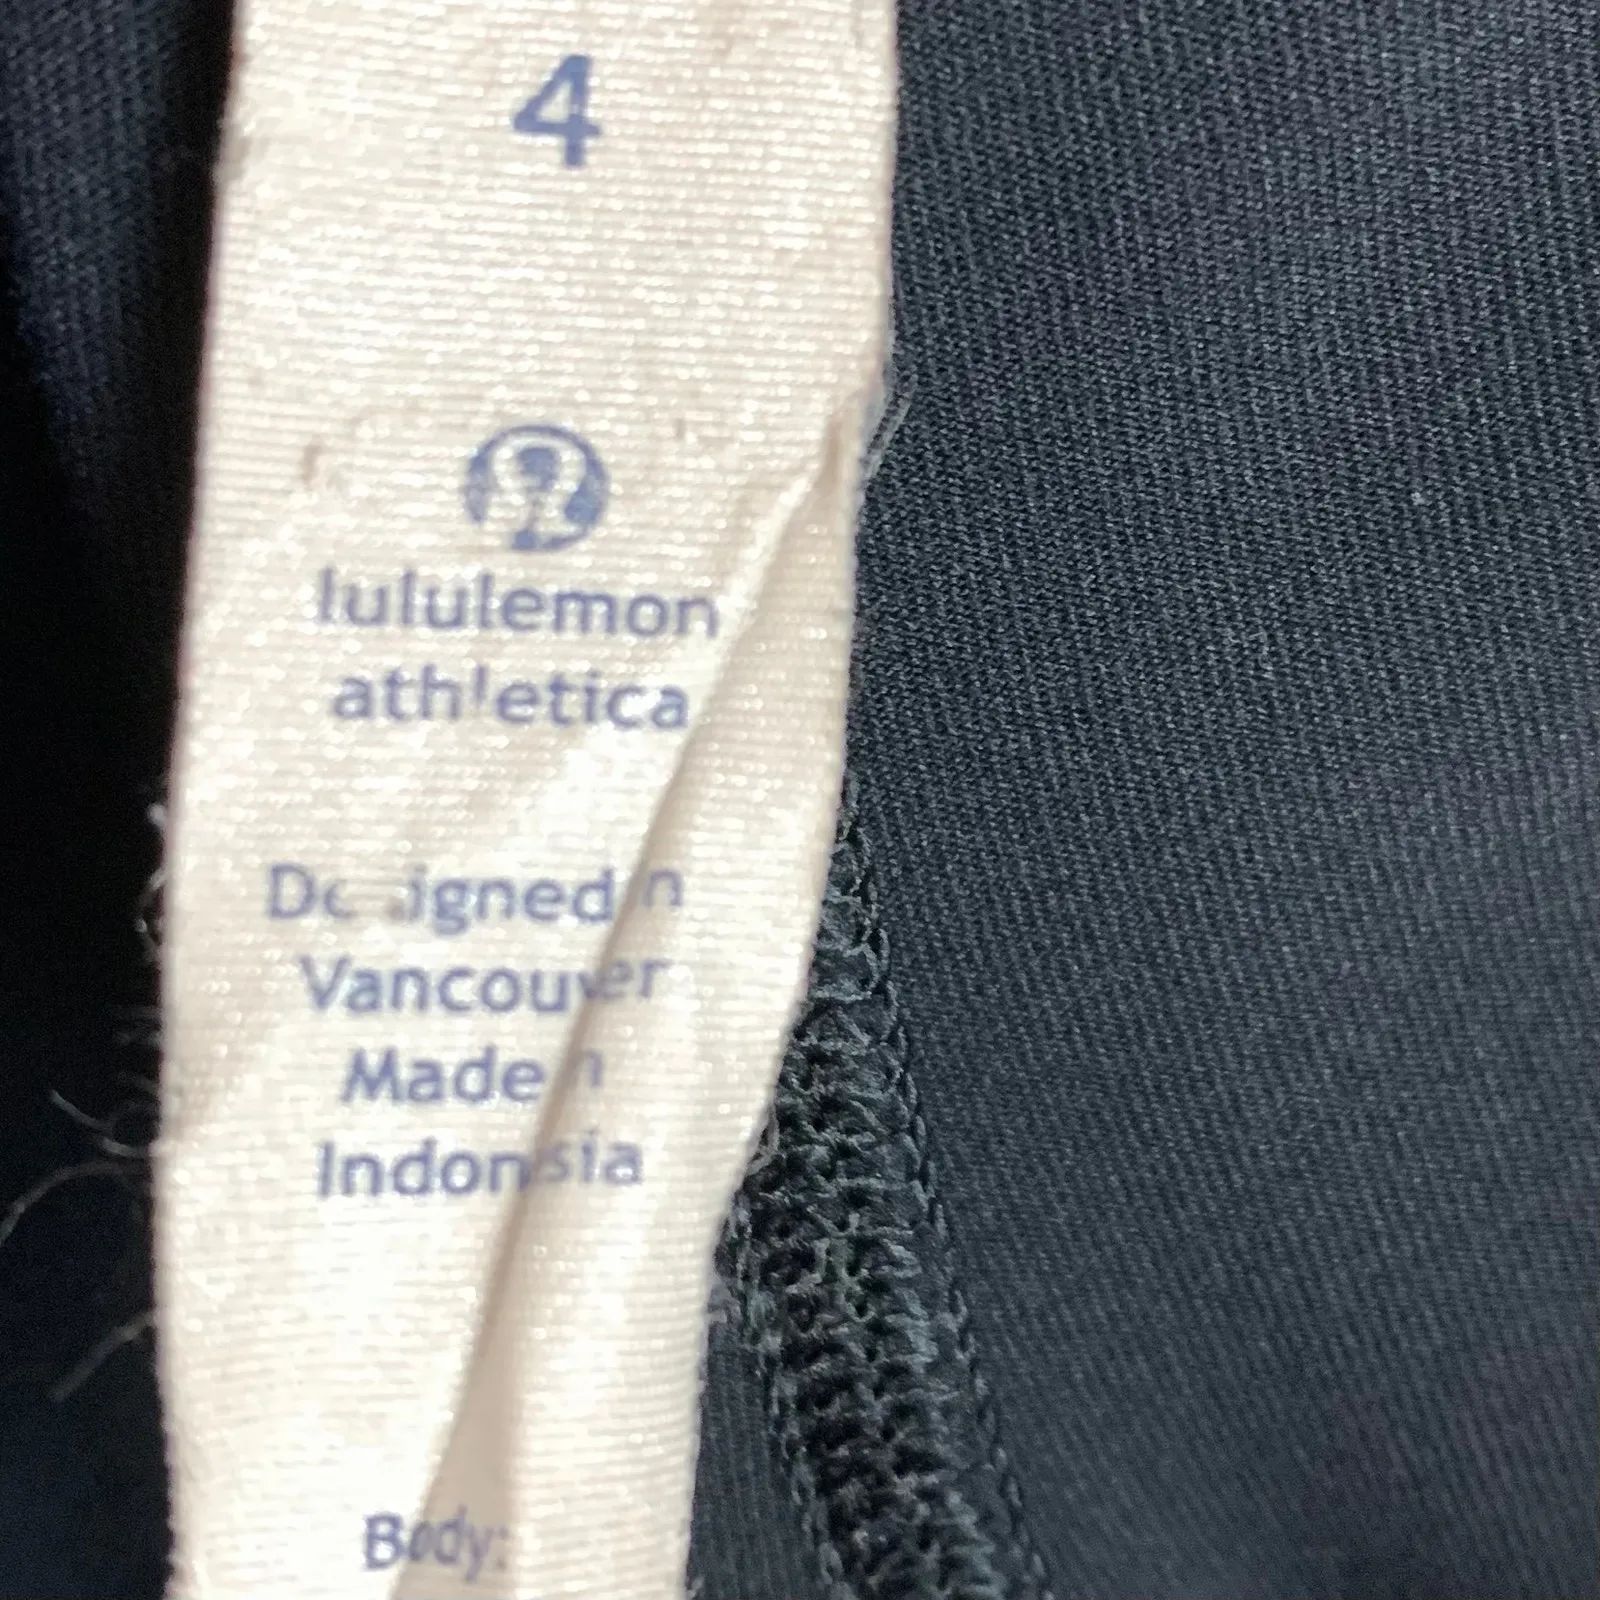 4
lululemon
athletica
Designed in
Vancouver
Made in
Indonesia
Body: